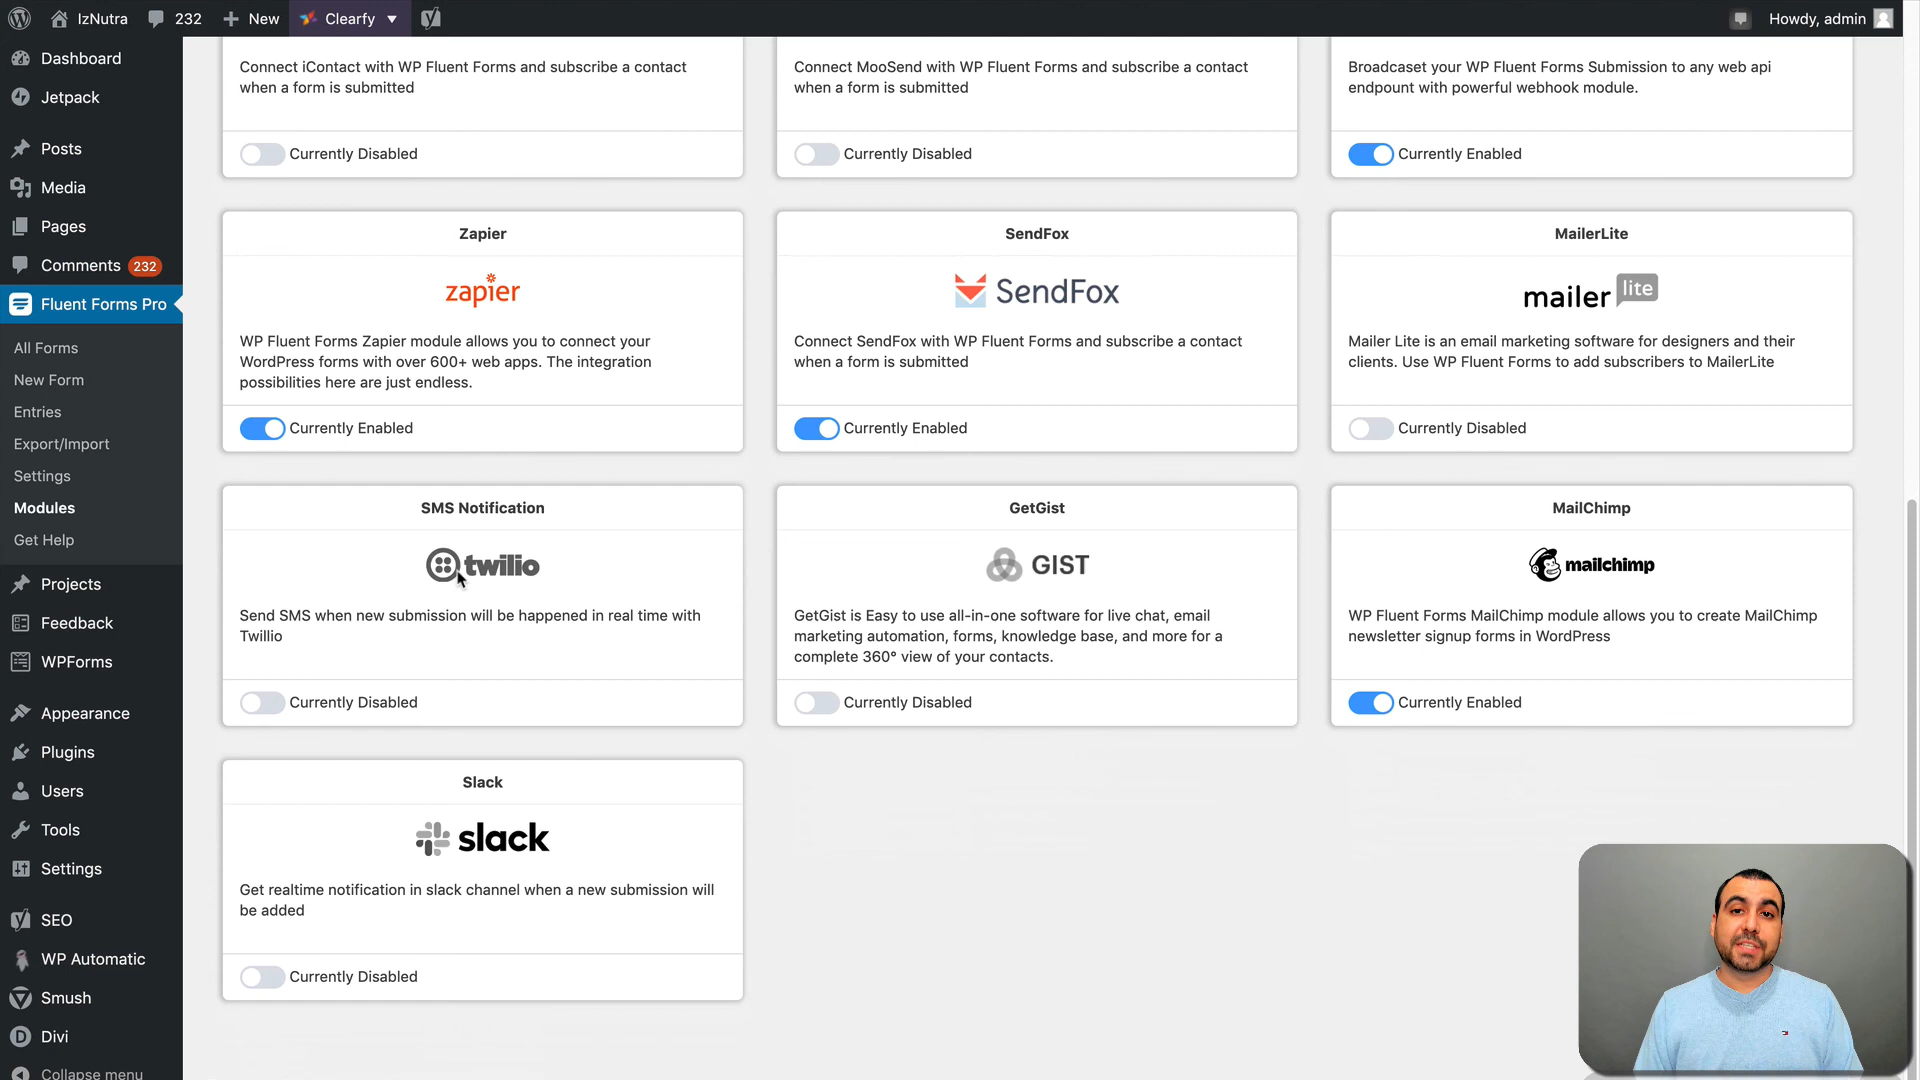 IzNutra
232
New
Clearfy
Howdy, admin
Dashboard
Jetpack
Posts
Media
Pages
Comments 232
Fluent Forms Pro
All Forms
New Form
Entries
Export/Import
Settings
Modules
Get Help
Projects
Feedback
WPForms
Appearance
Plugins
Users
Tools
Settings
SEO
WP Automatic
Smush
Divi
Collapse menu
Connect iContact with WP Fluent Forms and subscribe a contact
when a form is submitted
Currently Disabled
Connect MooSend with WP Fluent Forms and subscribe a contact
when a form is submitted
Currently Disabled
Broadcaset your WP Fluent Forms Submission to any web api
endpount with powerful webhook module.
Currently Enabled
Zapier
zapier
WP Fluent Forms Zapier module allows you to connect your
WordPress forms with over 600+ web apps. The integration
possibilities here are just endless.
Currently Enabled
SendFox
SendFox
Connect SendFox with WP Fluent Forms and subscribe a contact
when a form is submitted
Currently Enabled
MailerLite
mailer lite
Mailer Lite is an email marketing software for designers and their
clients. Use WP Fluent Forms to add subscribers to MailerLite
Currently Disabled
SMS Notification
twilio
Send SMS when new submission will be happened in real time with
Twillio
Currently Disabled
GetGist
GIST
GetGist is Easy to use all-in-one software for live chat, email
marketing automation, forms, knowledge base, and more for a
complete 360° view of your contacts.
Currently Disabled
MailChimp
mailchimp
WP Fluent Forms MailChimp module allows you to create MailChimp
newsletter signup forms in WordPress
Currently Enabled
Slack
slack
Get realtime notification in slack channel when a new submission will
be added
Currently Disabled